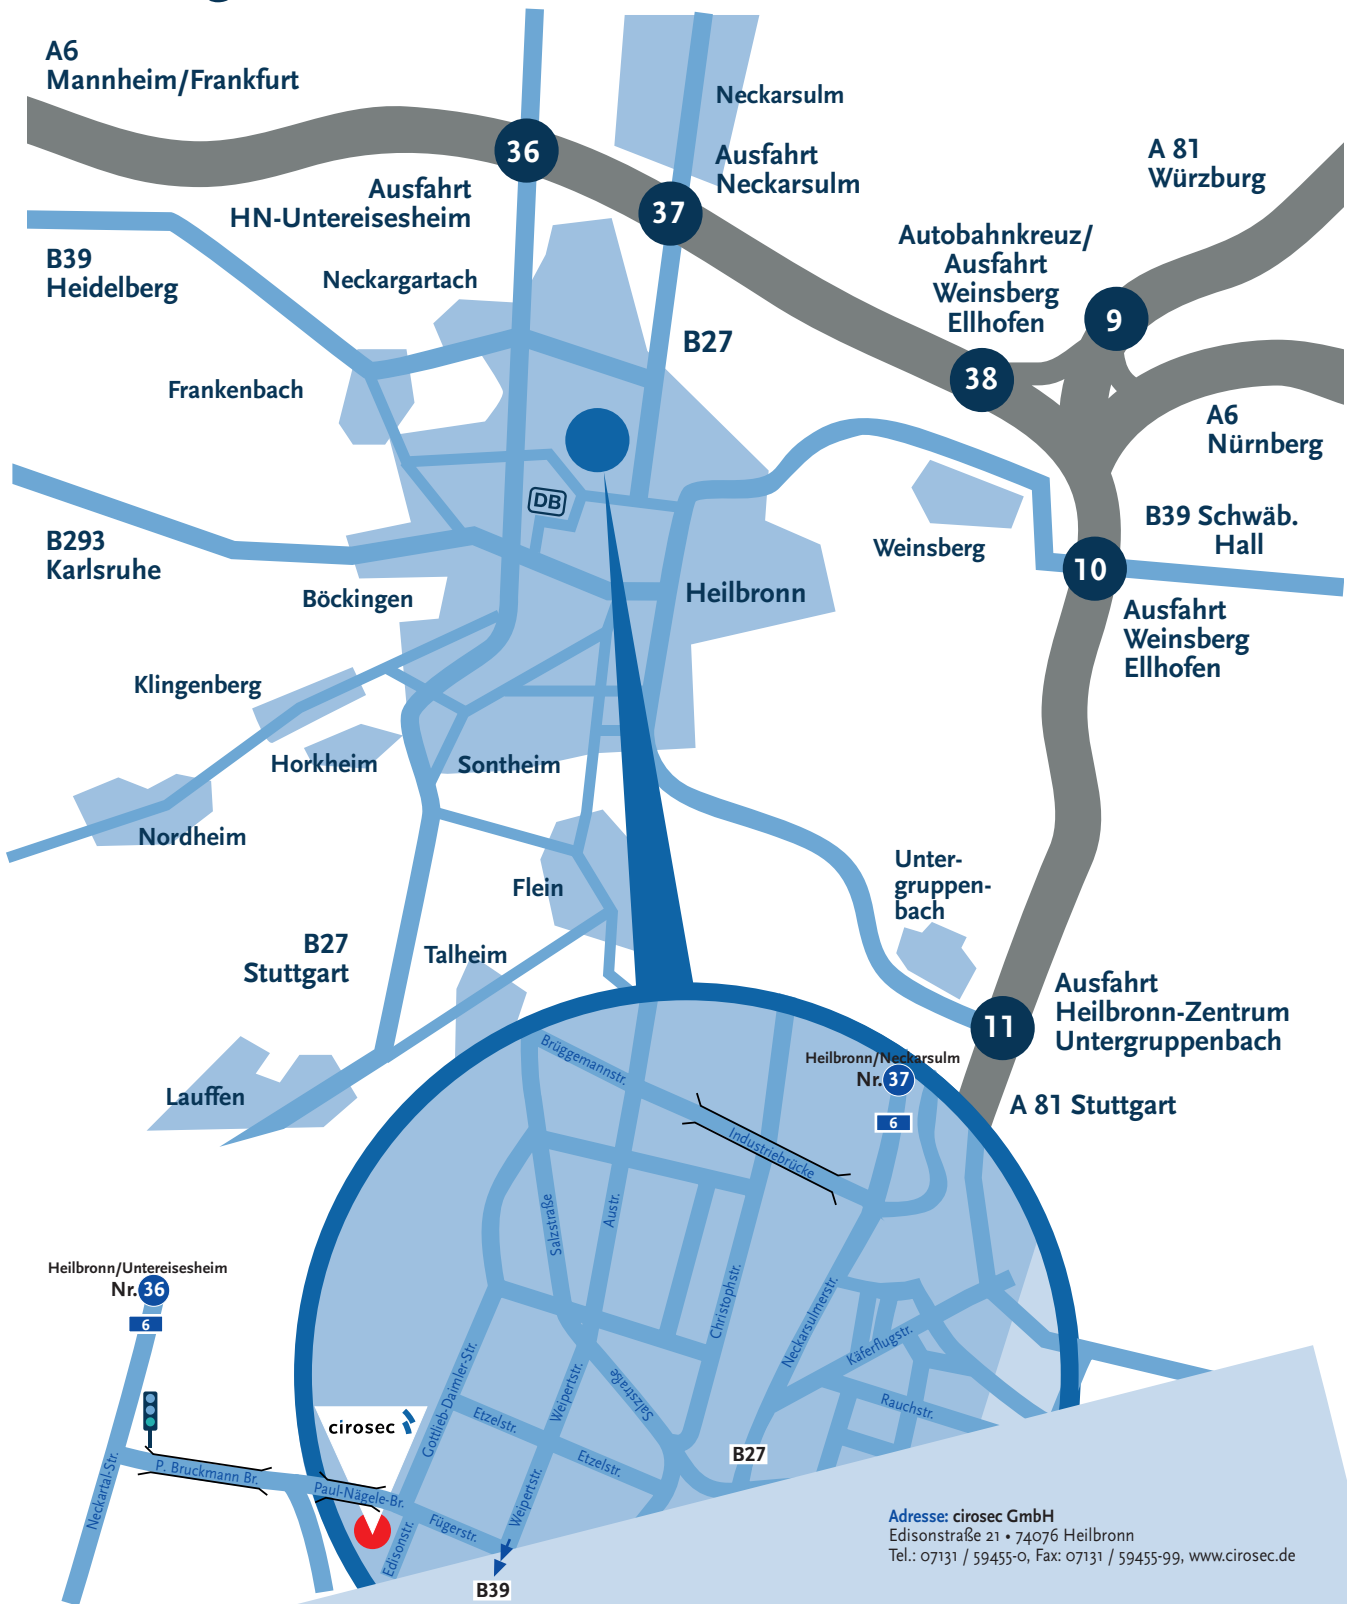 A6
Mannheim/Frankfurt
36
Neckarsulm
Ausfahrt
Neckarsulm
A 81
Würzburg
Ausfahrt
HN-Untereisesheim
37
B39
Heidelberg
Neckargartach
Autobahnkreuz/
Ausfahrt
Weinsberg
Ellhofen
9
B27
38
Frankenbach
A6
Nürnberg
DB
B293
Karlsruhe
Weinsberg
B39 Schwäb.
Hall
10
Böckingen
Heilbronn
Ausfahrt
Weinsberg
Ellhofen
Klingenberg
Horkheim
Sontheim
Nordheim
Flein
Unter-
gruppen-
bach
B27
Stuttgart
Talheim
Ausfahrt
Heilbronn-Zentrum
Untergruppenbach
11
Lauffen
A 81 Stuttgart
Brüggemannstr.
Heilbronn/Neckarsulm
Nr. 37
6
Industriebrücke
Salzstraße
Austr.
Christophstr.
Neckarsulmerstr.
Käferflugstr.
Rauchstr.
Heilbronn/Untereisesheim
Nr. 36
6
Gottlieb-Daimler-Str.
Weipertstr.
Salzstraße
cirosec
Etzelstr.
Etzelstr.
B27
Neckartal-Str.
P. Bruckmann Br.
Paul-Nägele-Br.
Fügerstr.
Weipertstr.
Edisonstr.
B39
Adresse: cirosec GmbH
Edisonstraße 21 • 74076 Heilbronn
Tel.: 07131 / 59455-0, Fax: 07131 / 59455-99, www.cirosec.de